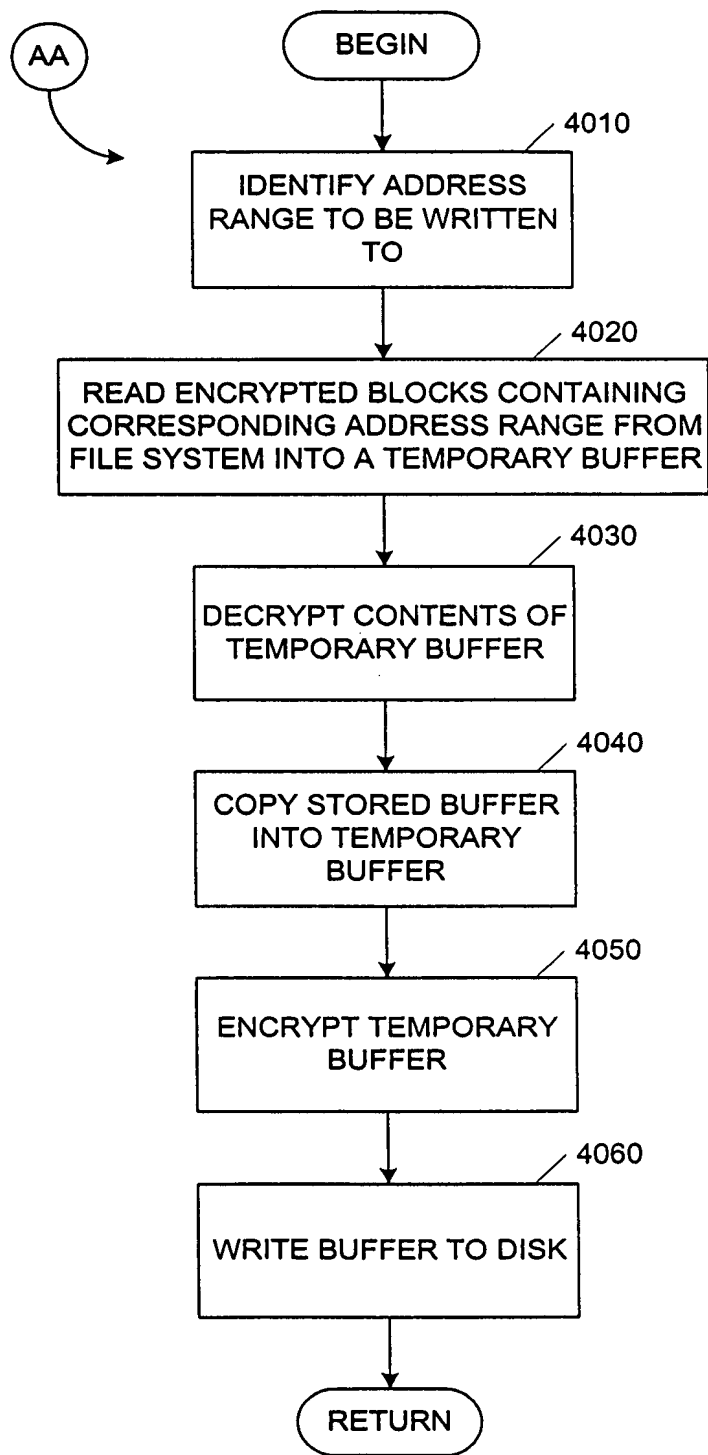 AA
BEGIN
4010
IDENTIFY ADDRESS
RANGE TO BE WRITTEN
TO
4020
READ ENCRYPTED BLOCKS CONTAINING
CORRESPONDING ADDRESS RANGE FROM
FILE SYSTEM INTO A TEMPORARY BUFFER
4030
DECRYPT CONTENTS OF
TEMPORARY BUFFER
4040
COPY STORED BUFFER
INTO TEMPORARY
BUFFER
4050
ENCRYPT TEMPORARY
BUFFER
4060
WRITE BUFFER TO DISK
RETURN